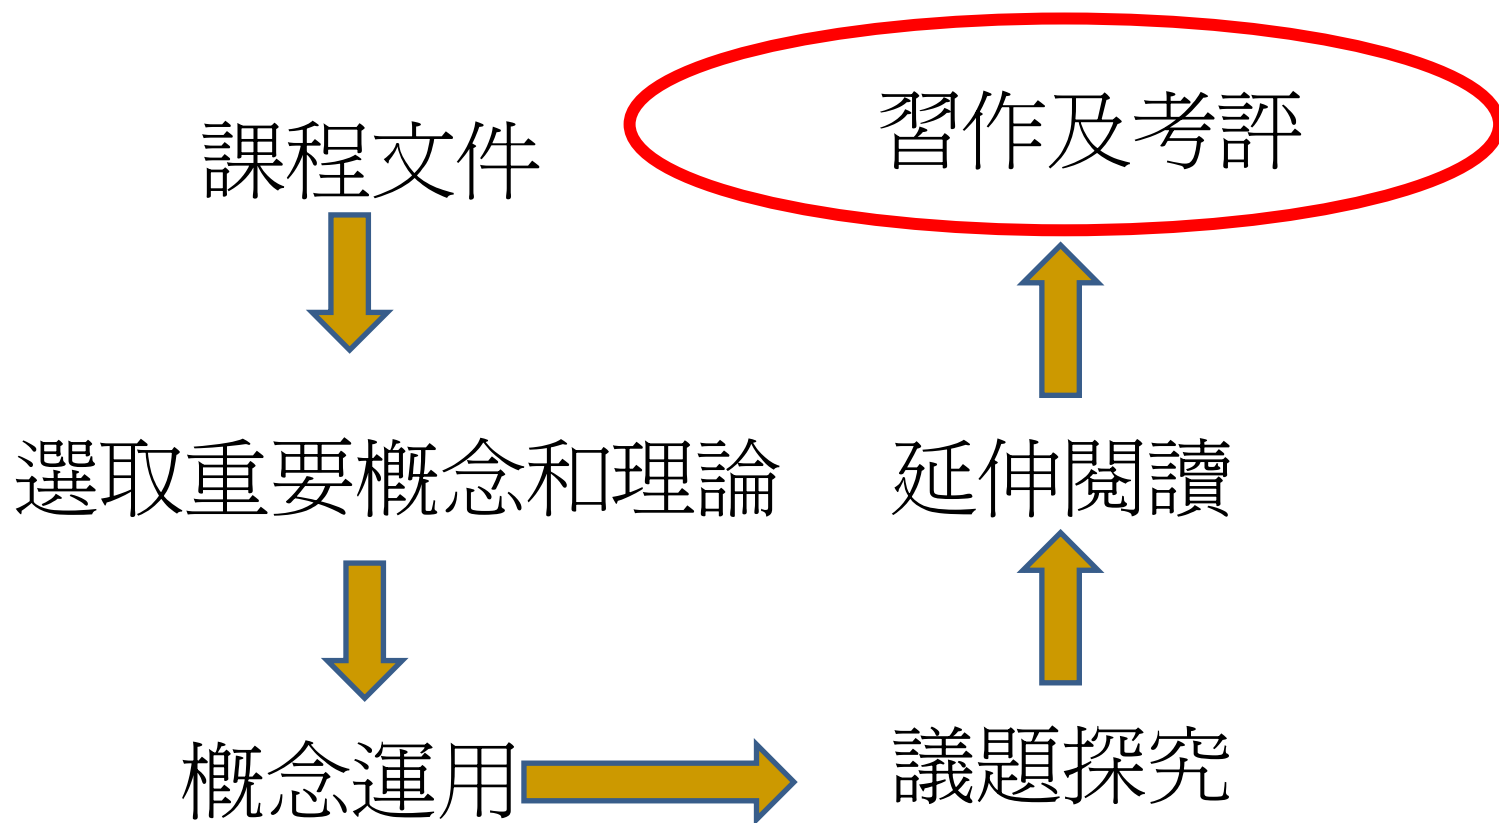 課程文件
選取重要概念和理論
概念運用
議題探究
延伸閱讀
習作及考評